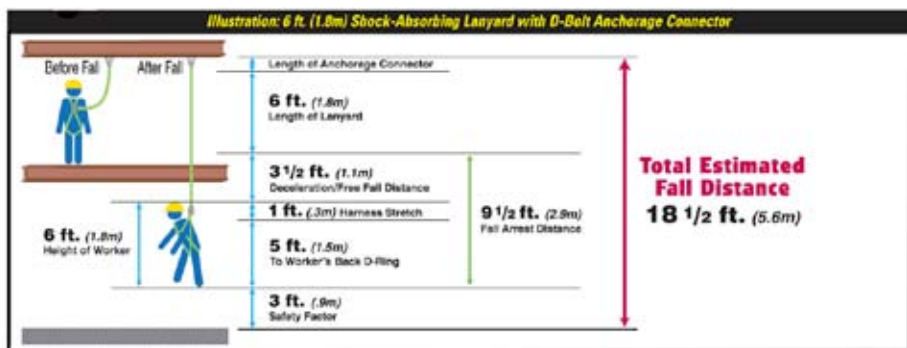 Illustration: 6 ft. (1.8m) Shock-Absorbing Lanyard with D-Bolt Anchorage Connector
Before Fall
After Fall
Length of Anchorage Connector
6 ft. (1.8m)
Length of Lanyard
3 1/2 ft. (1.1m)
Deceleration/Free Fall Distance
1 ft. (.3m) Harness Stretch
6 ft. (1.8m)
Height of Worker
5 ft. (1.5m)
To Worker's Back D-Ring
9 1/2 ft. (2.9m)
Fall Arrest Distance
3 ft. (.9m)
Safety Factor
Total Estimated
Fall Distance
18 1/2 ft. (5.6m)